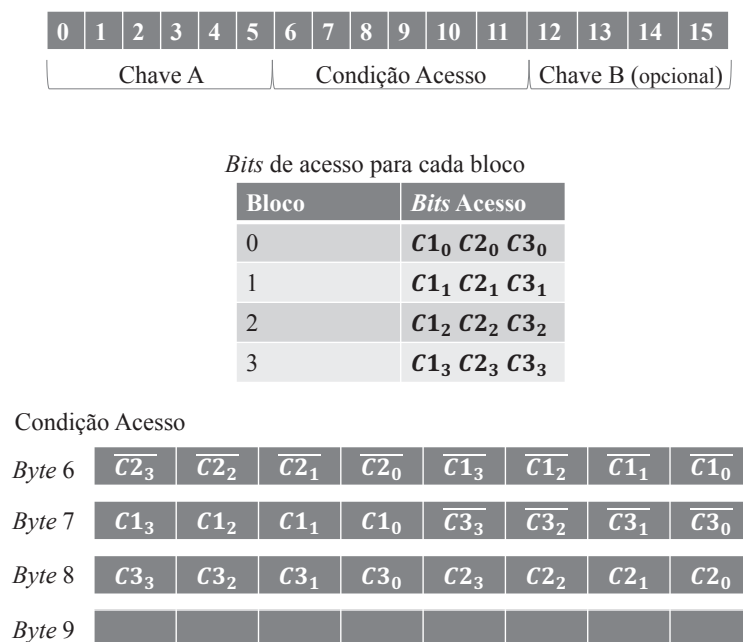 0 1 2 3 4 5 6 7 8 9 10 11 12 13 14 15
Chave A Condição Acesso Chave B (opcional)
Bits de acesso para cada bloco
Bloco Bits Acesso
0 C1₀ C2₀ C3₀
1 C1₁ C2₁ C3₁
2 C1₂ C2₂ C3₂
3 C1₃ C2₃ C3₃
Condição Acesso
Byte 6 C̅2̅₃ C̅2̅₂ C̅2̅₁ C̅2̅₀ C̅1̅₃ C̅1̅₂ C̅1̅₁ C̅1̅₀
Byte 7 C1₃ C1₂ C1₁ C1₀ C̅3̅₃ C̅3̅₂ C̅3̅₁ C̅3̅₀
Byte 8 C3₃ C3₂ C3₁ C3₀ C2₃ C2₂ C2₁ C2₀
Byte 9